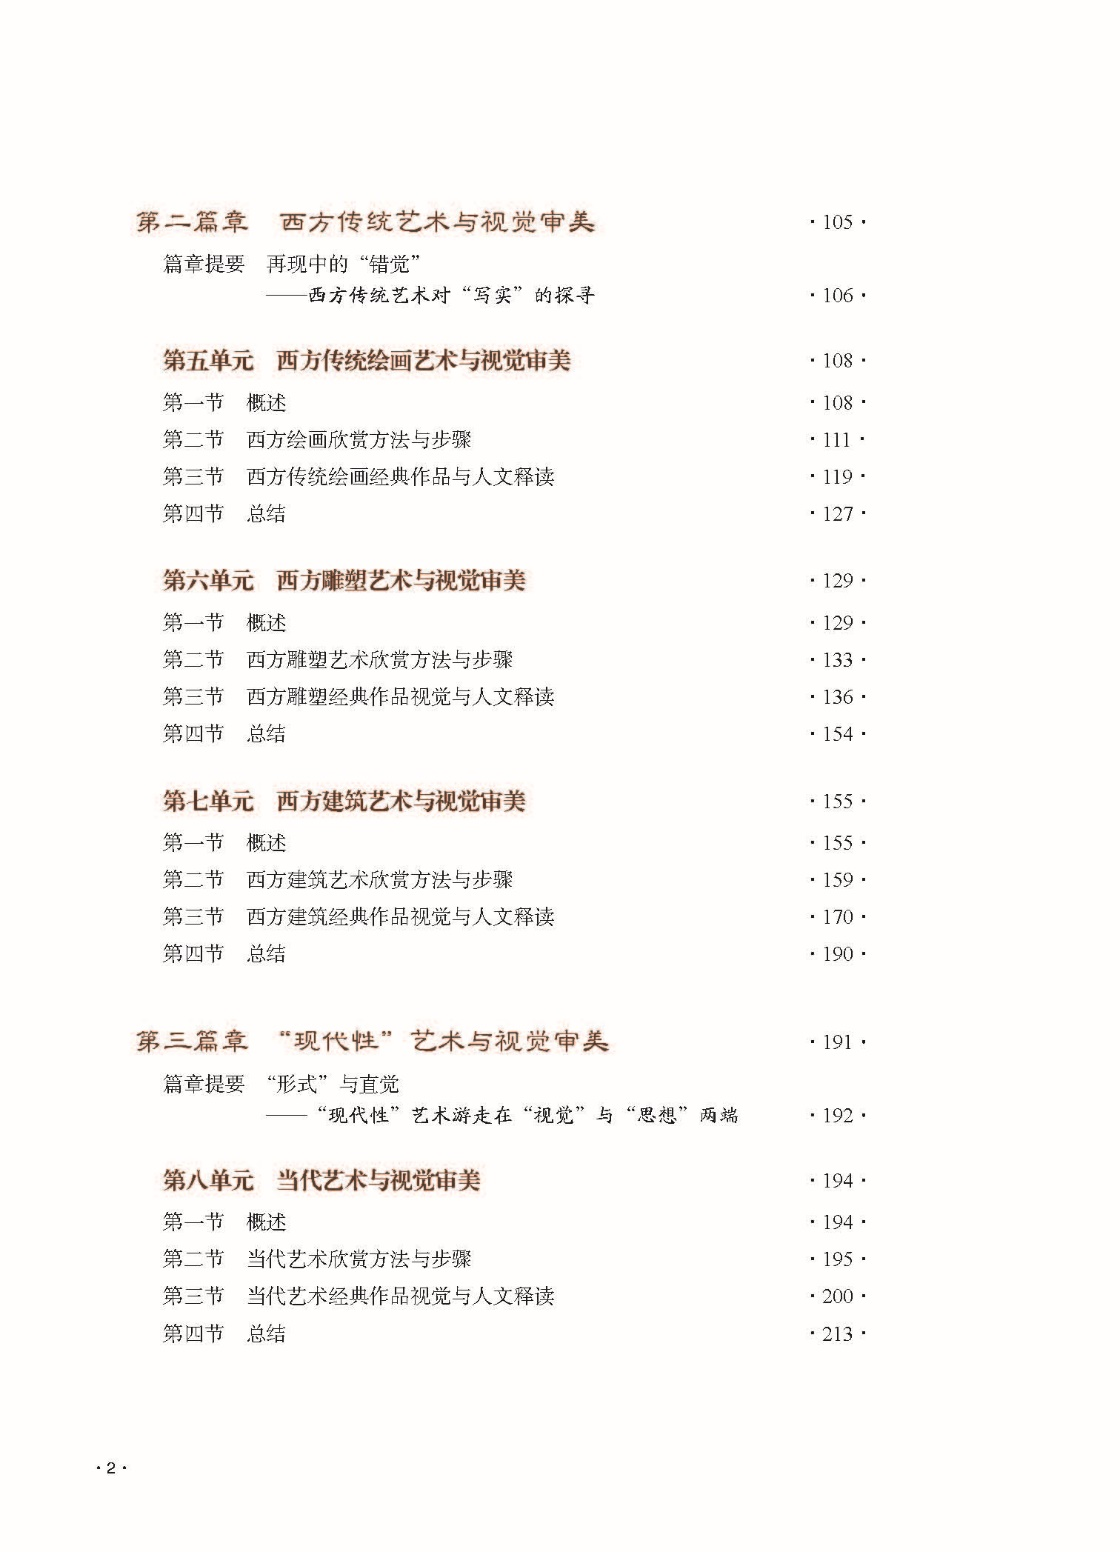 第二篇章 西方传统艺术与视觉审美 ·105·
篇章提要 再现中的“错觉”
——西方传统艺术对“写实”的探寻 ·106·
第五单元 西方传统绘画艺术与视觉审美 ·108·
第一节 概述 ·108·
第二节 西方绘画欣赏方法与步骤 ·111·
第三节 西方传统绘画经典作品与人文释读 ·119·
第四节 总结 ·127·
第六单元 西方雕塑艺术与视觉审美 ·129·
第一节 概述 ·129·
第二节 西方雕塑艺术欣赏方法与步骤 ·133·
第三节 西方雕塑经典作品视觉与人文释读 ·136·
第四节 总结 ·154·
第七单元 西方建筑艺术与视觉审美 ·155·
第一节 概述 ·155·
第二节 西方建筑艺术欣赏方法与步骤 ·159·
第三节 西方建筑经典作品视觉与人文释读 ·170·
第四节 总结 ·190·
第三篇章 “现代性”艺术与视觉审美 ·191·
篇章提要 “形式”与直觉
——“现代性”艺术游走在“视觉”与“思想”两端 ·192·
第八单元 当代艺术与视觉审美 ·194·
第一节 概述 ·194·
第二节 当代艺术欣赏方法与步骤 ·195·
第三节 当代艺术经典作品视觉与人文释读 ·200·
第四节 总结 ·213·
·2·